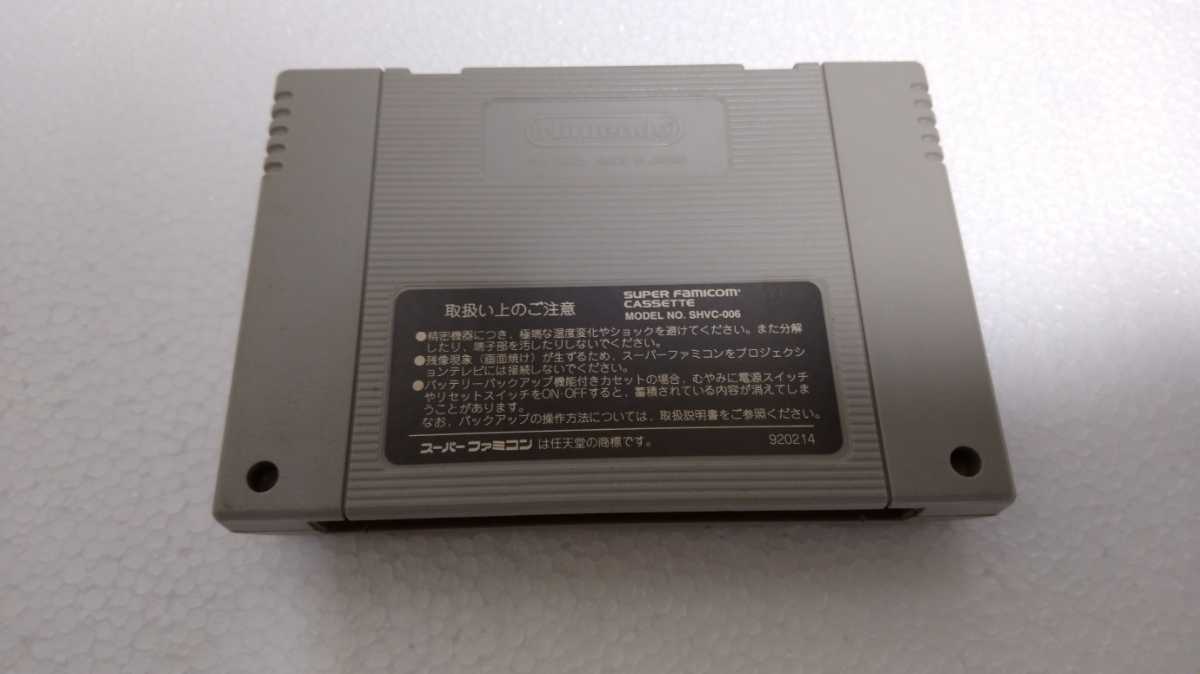 Nintendo
取扱い上のご注意
SUPER FAMICOM
CASSETTE
MODEL NO. SHVC-006
●精密機器につき、極端な温度変化やショックを避けてください。また分解
したり、端子部を汚したりしないでください。
●残像現象（画面焼け）が生ずるため、スーパーファミコンをプロジェクシ
ョンテレビには接続しないでください。
●バッテリーバックアップ機能付きカセットの場合、むやみに電源スイッチ
やリセットスイッチをON・OFFすると、蓄積されている内容が消えてしま
うことがあります。
なお、バックアップの操作方法については、取扱説明書をご参照ください。
スーパーファミコン は任天堂の商標です。
920214